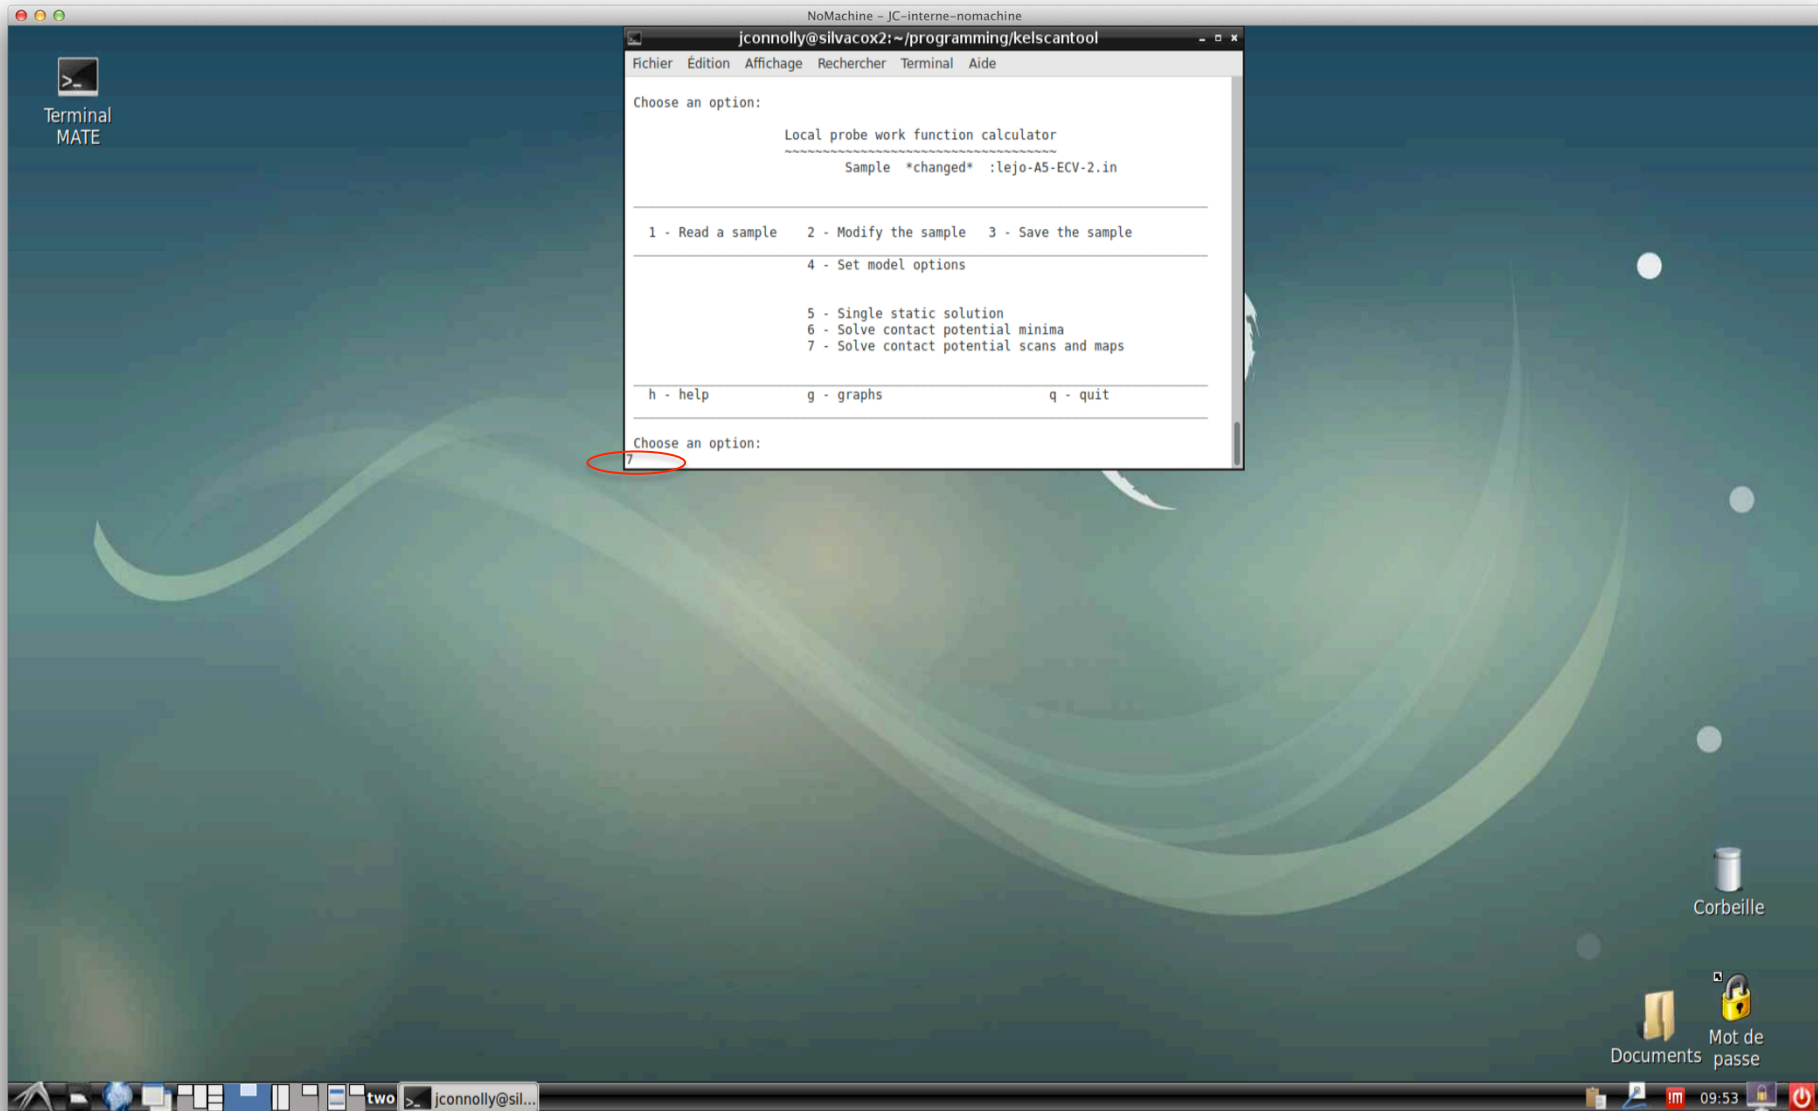 NoMachine - JC-interne-nomachine
Terminal
MATE
jconnolly@silvacox2:~/programming/kelscantool
Fichier Édition Affichage Rechercher Terminal Aide
Choose an option:
Local probe work function calculator
~~~~~~~~~~~~~~~~~~~~~~~~~~~~~~~~~~~~
Sample *changed* :lejo-A5-ECV-2.in
1 - Read a sample 2 - Modify the sample 3 - Save the sample
4 - Set model options
5 - Single static solution
6 - Solve contact potential minima
7 - Solve contact potential scans and maps
h - help g - graphs q - quit
Choose an option:
7
Corbeille
Documents
Mot de
passe
two
jconnolly@sil...
!M
09:53